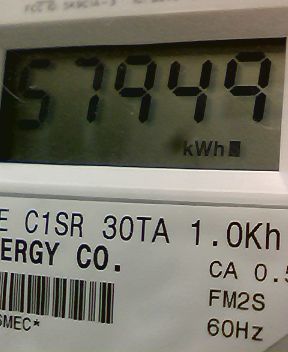 57949
kWh
E C1SR 30TA 1.0Kh
ERGY CO.
CA 0.5
FM2S
SMEC*
60Hz